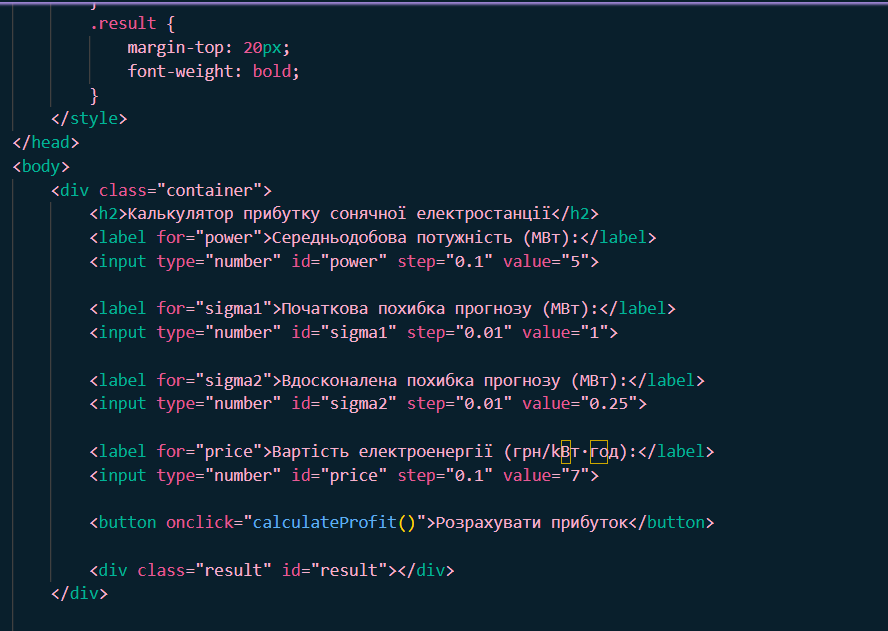 }
.result {
margin-top: 20px;
font-weight: bold;
}
</style>
</head>
<body>
<div class="container">
<h2>Калькулятор прибутку сонячної електростанції</h2>
<label for="power">Середньодобова потужність (МВт):</label>
<input type="number" id="power" step="0.1" value="5">
<label for="sigma1">Початкова похибка прогнозу (МВт):</label>
<input type="number" id="sigma1" step="0.01" value="1">
<label for="sigma2">Вдосконалена похибка прогнозу (МВт):</label>
<input type="number" id="sigma2" step="0.01" value="0.25">
<label for="price">Вартість електроенергії (грн/kВт·год):</label>
<input type="number" id="price" step="0.1" value="7">
<button onclick="calculateProfit()">Розрахувати прибуток</button>
<div class="result" id="result"></div>
</div>